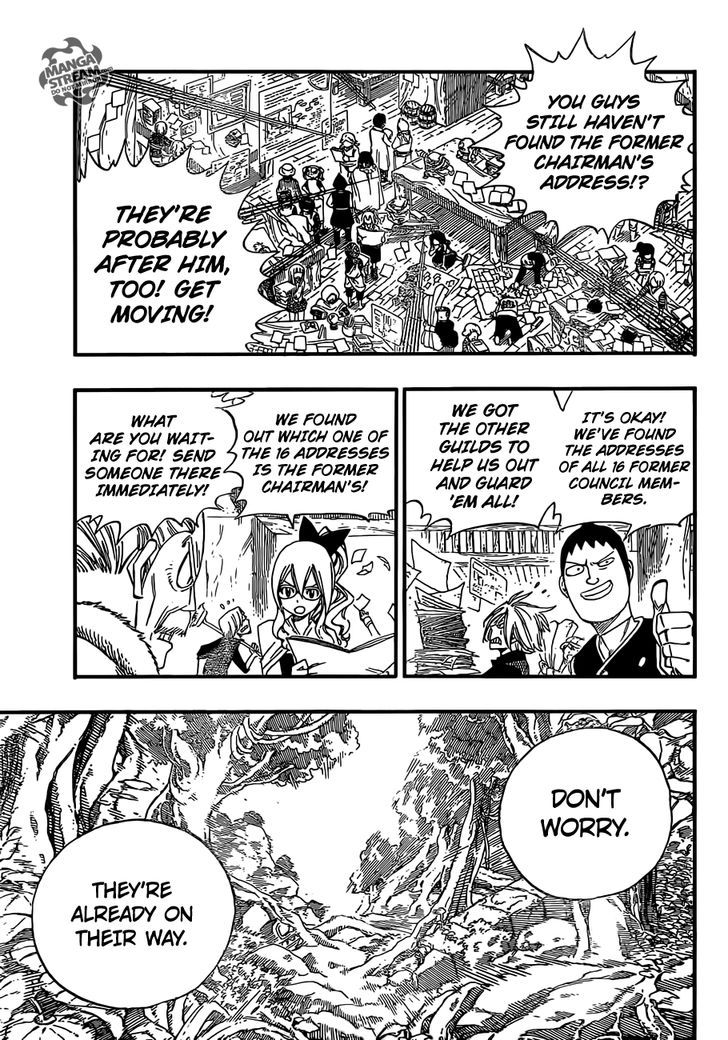 MANGA
STREAM
YOU GUYS
STILL HAVEN'T
FOUND THE FORMER
CHAIRMAN'S
ADDRESS!?
THEY'RE
PROBABLY
AFTER HIM,
TOO! GET
MOVING!
IT'S OKAY!
WE'VE FOUND
THE ADDRESSES
OF ALL 16 FORMER
COUNCIL MEM-
BERS.
WE GOT
THE OTHER
GUILDS TO
HELP US OUT
AND GUARD
'EM ALL!
WE FOUND
OUT WHICH ONE OF
THE 16 ADDRESSES
IS THE FORMER
CHAIRMAN'S!
WHAT
ARE YOU WAIT-
ING FOR! SEND
SOMEONE THERE
IMMEDIATELY!
DON'T
WORRY.
THEY'RE
ALREADY ON
THEIR WAY.